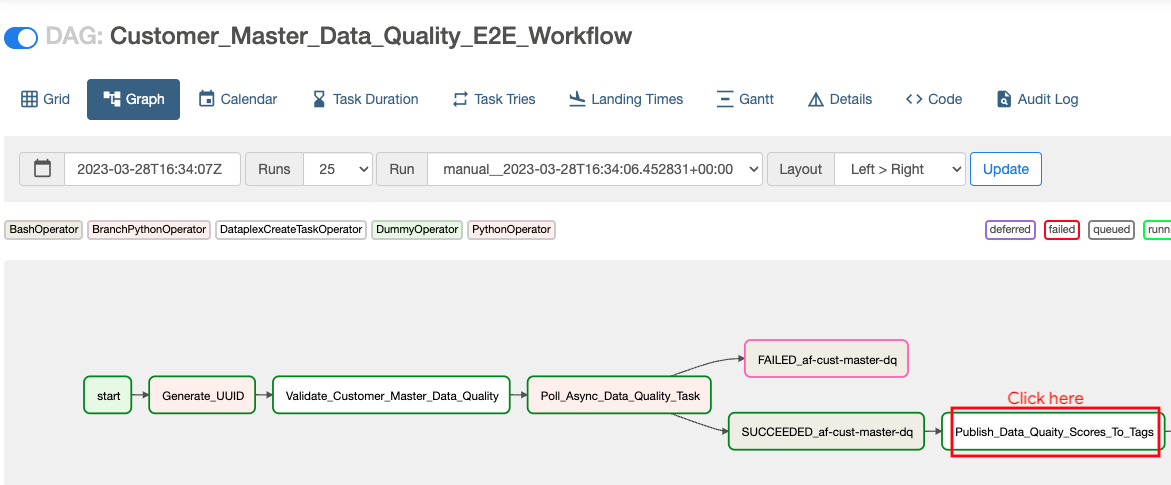 DAG: Customer_Master_Data_Quality_E2E_Workflow
Grid Graph Calendar Task Duration Task Tries Landing Times Gantt Details Code Audit Log
2023-03-28T16:34:07Z Runs 25 Run manual__2023-03-28T16:34:06.452831+00:00 Layout Left > Right Update
BashOperator BranchPythonOperator DataplexCreateTaskOperator DummyOperator PythonOperator deferred failed queued runn
FAILED_af-cust-master-dq
start Generate_UUID Validate_Customer_Master_Data_Quality Poll_Async_Data_Quality_Task
Click here
SUCCEEDED_af-cust-master-dq Publish_Data_Quaity_Scores_To_Tags